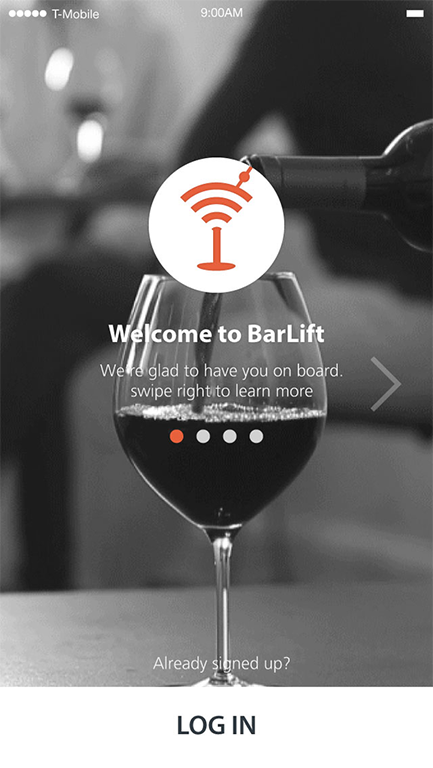 T-Mobile 9:00AM
Welcome to BarLift
We're glad to have you on board.
swipe right to learn more
Already signed up?
LOG IN